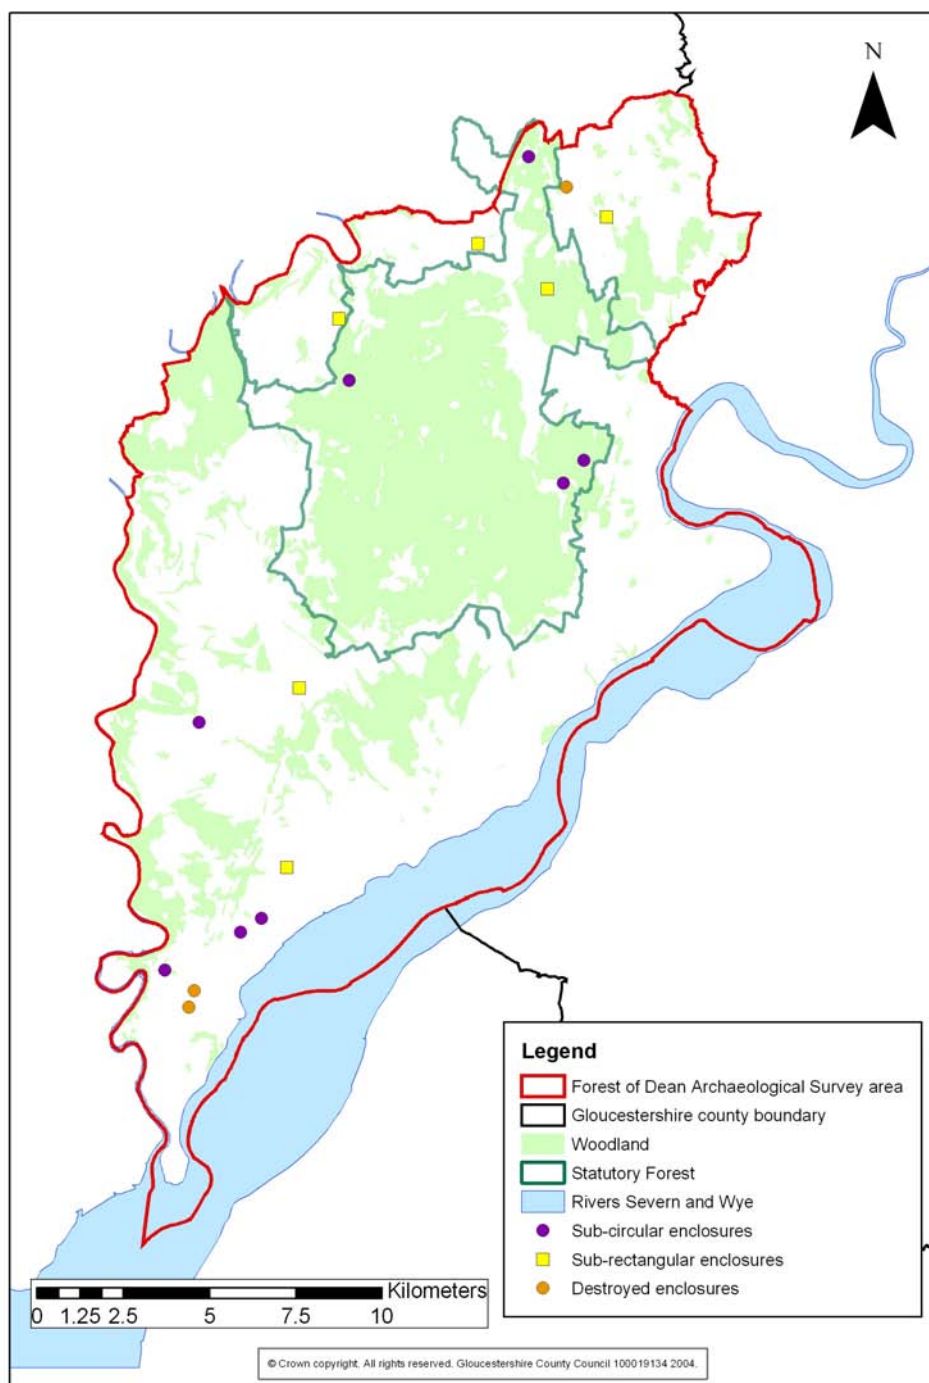 N
Legend
Forest of Dean Archaeological Survey area
Gloucestershire county boundary
Woodland
Statutory Forest
Rivers Severn and Wye
Sub-circular enclosures
Sub-rectangular enclosures
Destroyed enclosures
Kilometers
0 1.25 2.5 5 7.5 10
© Crown copyright. All rights reserved. Gloucestershire County Council 100019134 2004.